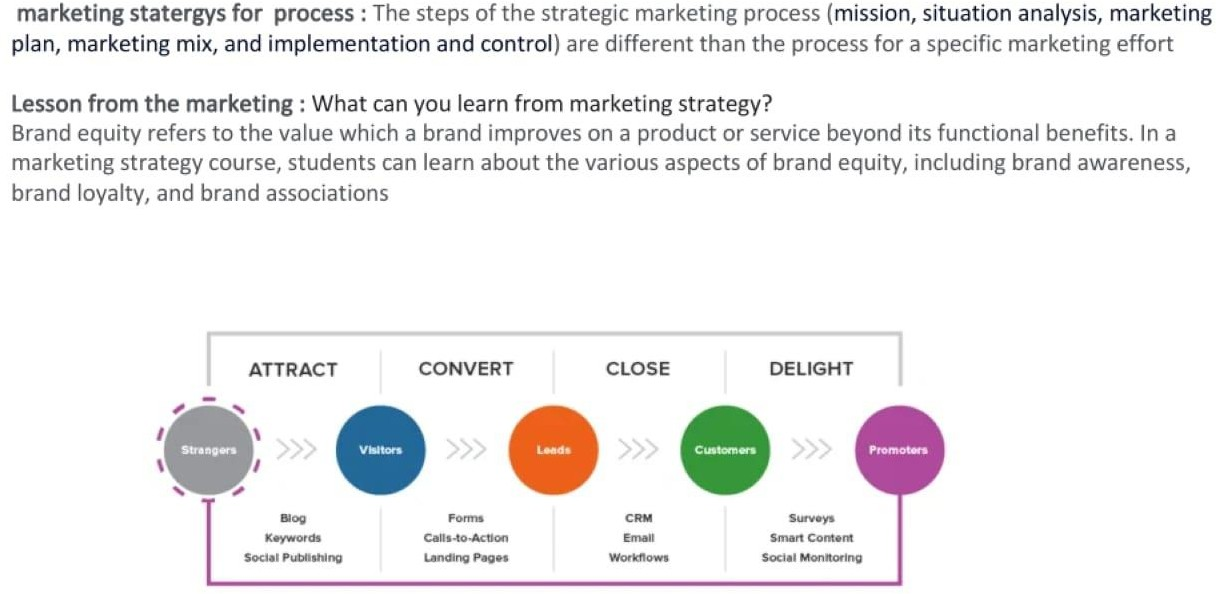 marketing statergys for process : The steps of the strategic marketing process (mission, situation analysis, marketing
plan, marketing mix, and implementation and control) are different than the process for a specific marketing effort
Lesson from the marketing : What can you learn from marketing strategy?
Brand equity refers to the value which a brand improves on a product or service beyond its functional benefits. In a
marketing strategy course, students can learn about the various aspects of brand equity, including brand awareness,
brand loyalty, and brand associations
ATTRACT CONVERT CLOSE DELIGHT
Strangers Visitors Leads Customers Promoters
Blog Forms CRM Surveys
Keywords Calls-to-Action Email Smart Content
Social Publishing Landing Pages Workflows Social Monitoring